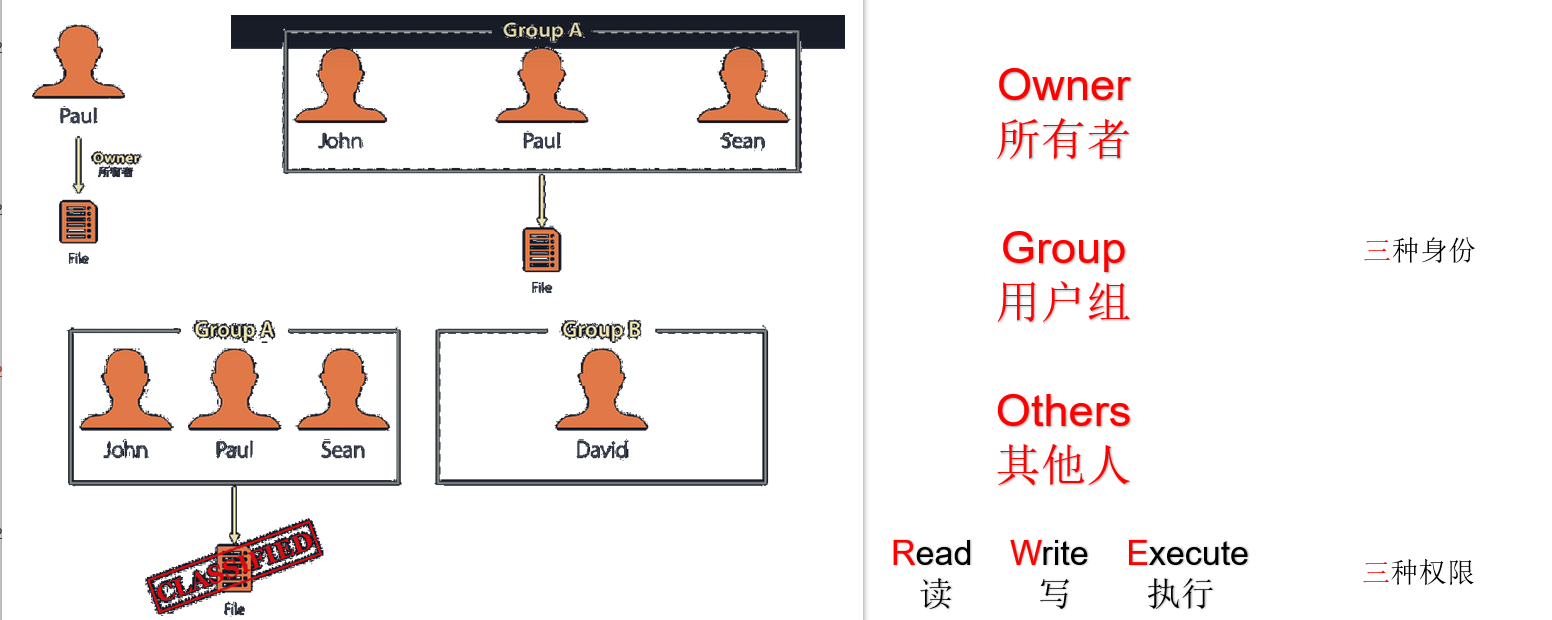 Paul
Owner
所有者
File
Group A
John
Paul
Sean
File
Group A
John
Paul
Sean
CLASSIFIED
File
Group B
David
Owner
所有者
Group
用户组
三种身份
Others
其他人
Read
Write
Execute
读
写
执行
三种权限